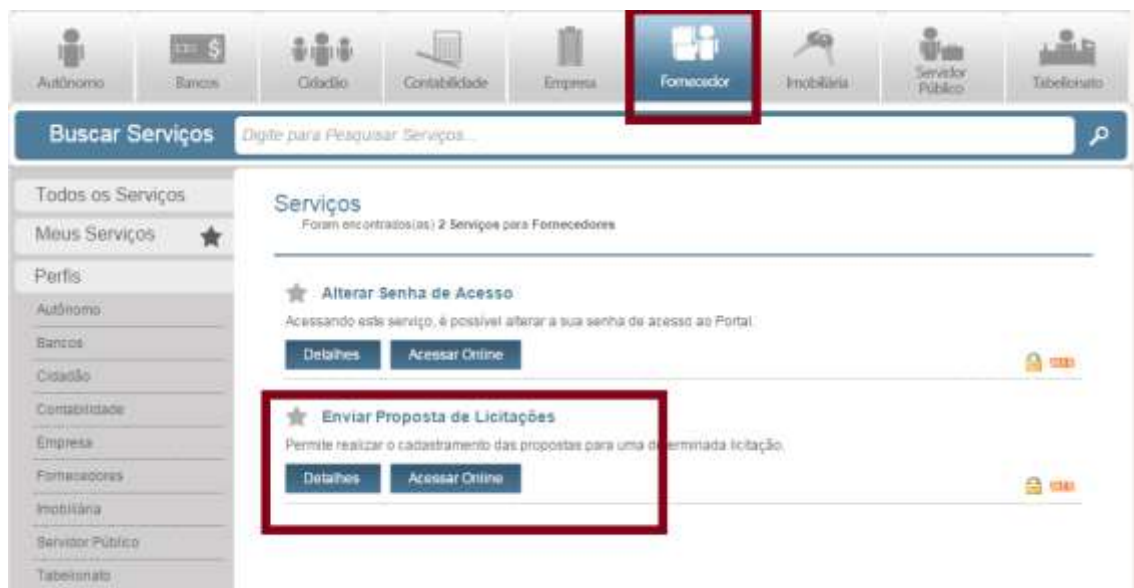 Autônomo
Bancos
Cidadão
Contabilidade
Empresa
Fornecedor
Imobiliária
Servidor
Público
Tabelionato
Buscar Serviços
Digite para Pesquisar Serviços...
Todos os Serviços
Meus Serviços
Perfis
Autônomo
Bancos
Cidadão
Contabilidade
Empresa
Fornecedores
Imobiliária
Servidor Público
Tabelionato
Serviços
Foram encontrados(as) 2 Serviços para Fornecedores
Alterar Senha de Acesso
Acessando este serviço, é possível alterar a sua senha de acesso ao Portal.
Detalhes Acessar Online
Enviar Proposta de Licitações
Permite realizar o cadastramento das propostas para uma determinada licitação.
Detalhes Acessar Online